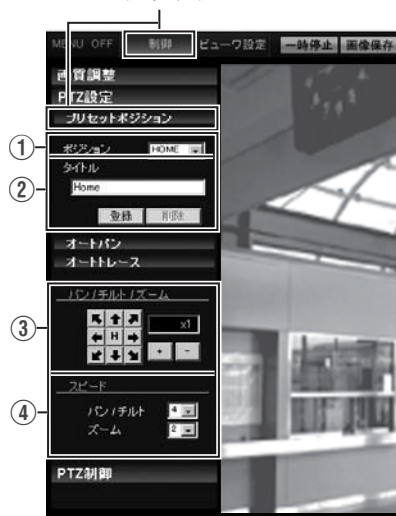 MENU OFF 制御 ビューワ設定 一時停止 画像保存
画質調整
PTZ設定
プリセットポジション
① ポジション HOME
② タイトル
Home
登録 削除
オートパン
オートトレース
パン/チルト/ズーム
③ H x1
+ -
④ スピード
パン/チルト 4
ズーム 2
PTZ制御